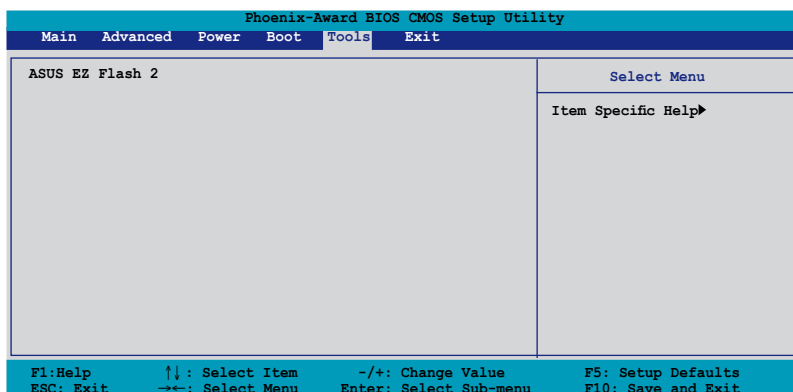 Phoenix-Award BIOS CMOS Setup Utility
Main Advanced Power Boot Tools Exit
ASUS EZ Flash 2
Select Menu
Item Specific Help▶
F1:Help ↑↓: Select Item -/+: Change Value F5: Setup Defaults
ESC: Exit →←: Select Menu Enter: Select Sub-menu F10: Save and Exit